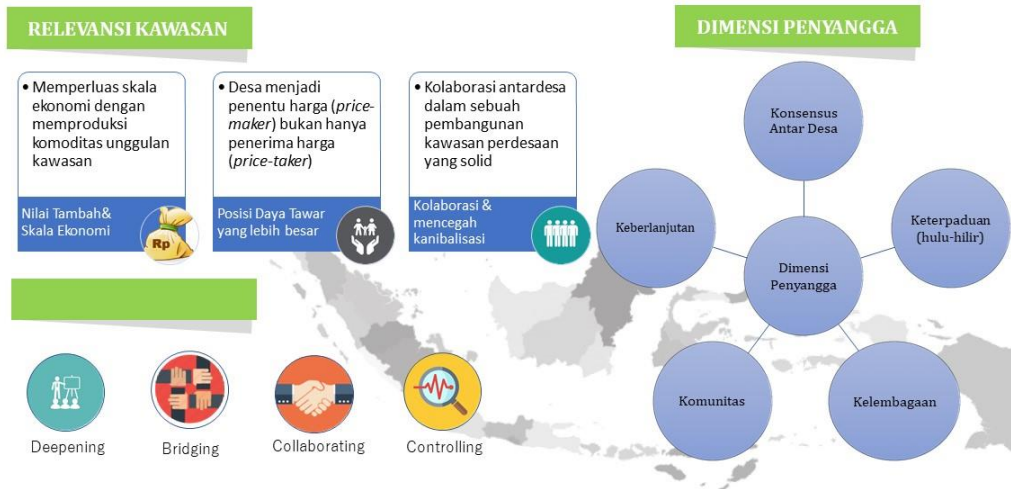 RELEVANSI KAWASAN
• Memperluas skala
ekonomi dengan
memproduksi
komoditas unggulan
kawasan
Nilai Tambah&
Skala Ekonomi
Rp
• Desa menjadi
penentu harga (price-
maker) bukan hanya
penerima harga
(price-taker)
Posisi Daya Tawar
yang lebih besar
• Kolaborasi antardesa
dalam sebuah
pembangunan
kawasan perdesaan
yang solid
Kolaborasi &
mencegah
kanibalisasi
Deepening
Bridging
Collaborating
Controlling
DIMENSI PENYANGGA
Konsensus
Antar Desa
Keterpaduan
(hulu-hilir)
Kelembagaan
Komunitas
Keberlanjutan
Dimensi
Penyangga